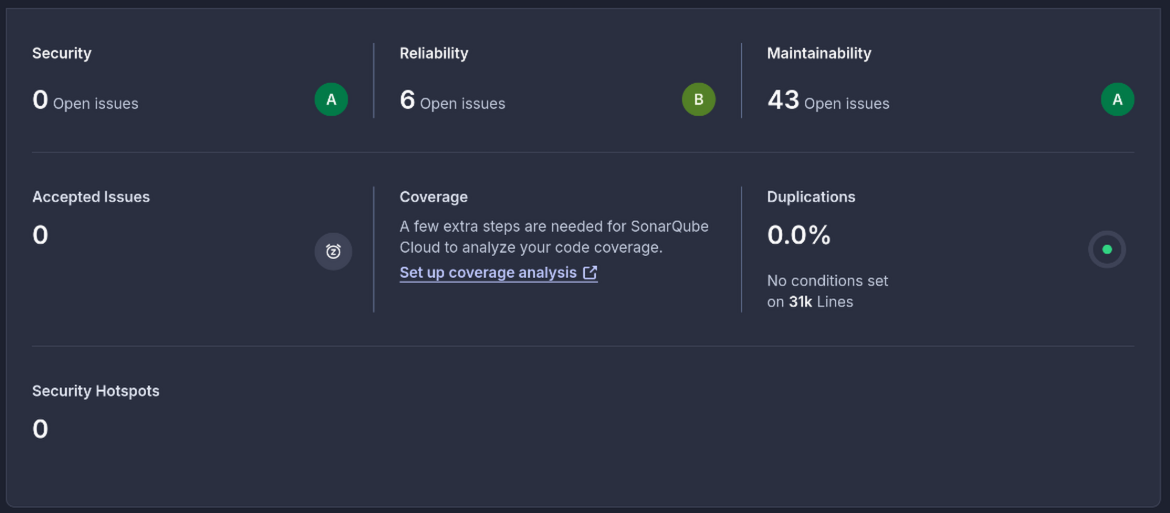 Security
0 Open issues
A
Reliability
6 Open issues
B
Maintainability
43 Open issues
A
Accepted Issues
0
Coverage
A few extra steps are needed for SonarQube
Cloud to analyze your code coverage.
Set up coverage analysis
Duplications
0.0%
No conditions set
on 31k Lines
Security Hotspots
0